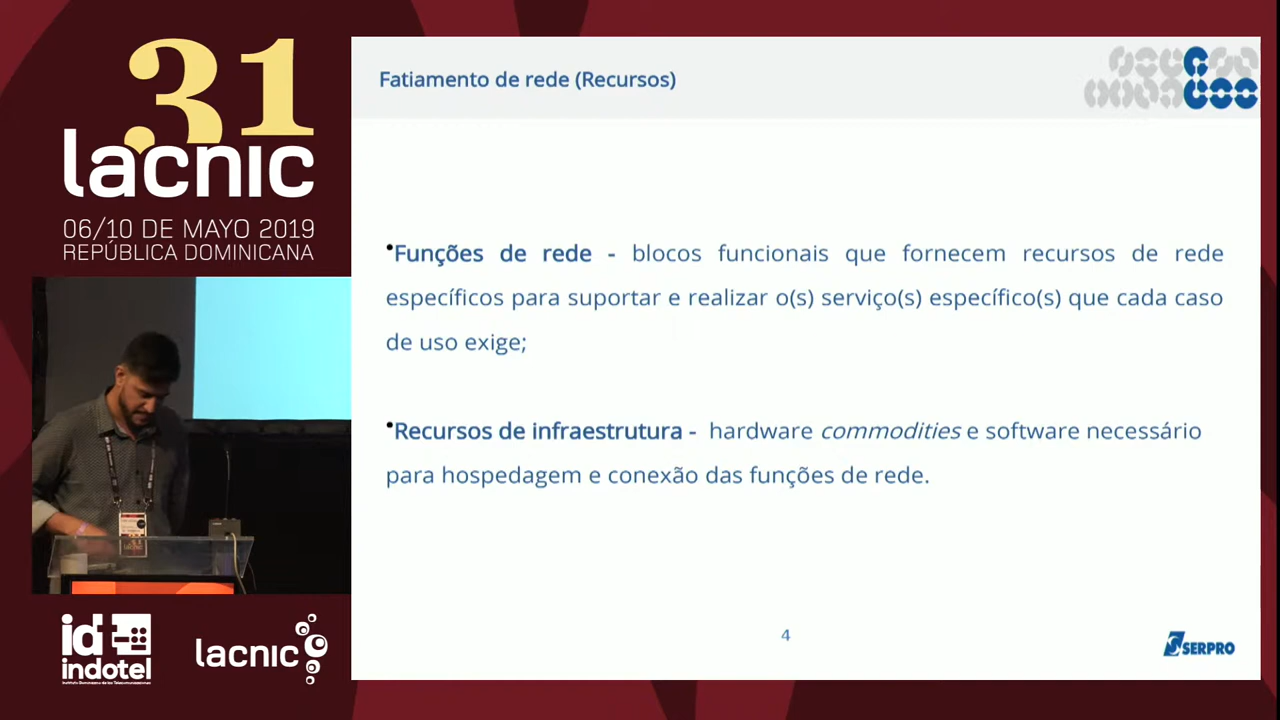 31
lacnic
06/10 DE MAYO 2019
REPÚBLICA DOMINICANA
Fatiamento de rede (Recursos)
•Funções de rede - blocos funcionais que fornecem recursos de rede
específicos para suportar e realizar o(s) serviço(s) específico(s) que cada caso
de uso exige;
•Recursos de infraestrutura - hardware commodities e software necessário
para hospedagem e conexão das funções de rede.
4
SERPRO
id
indotel
lacnic